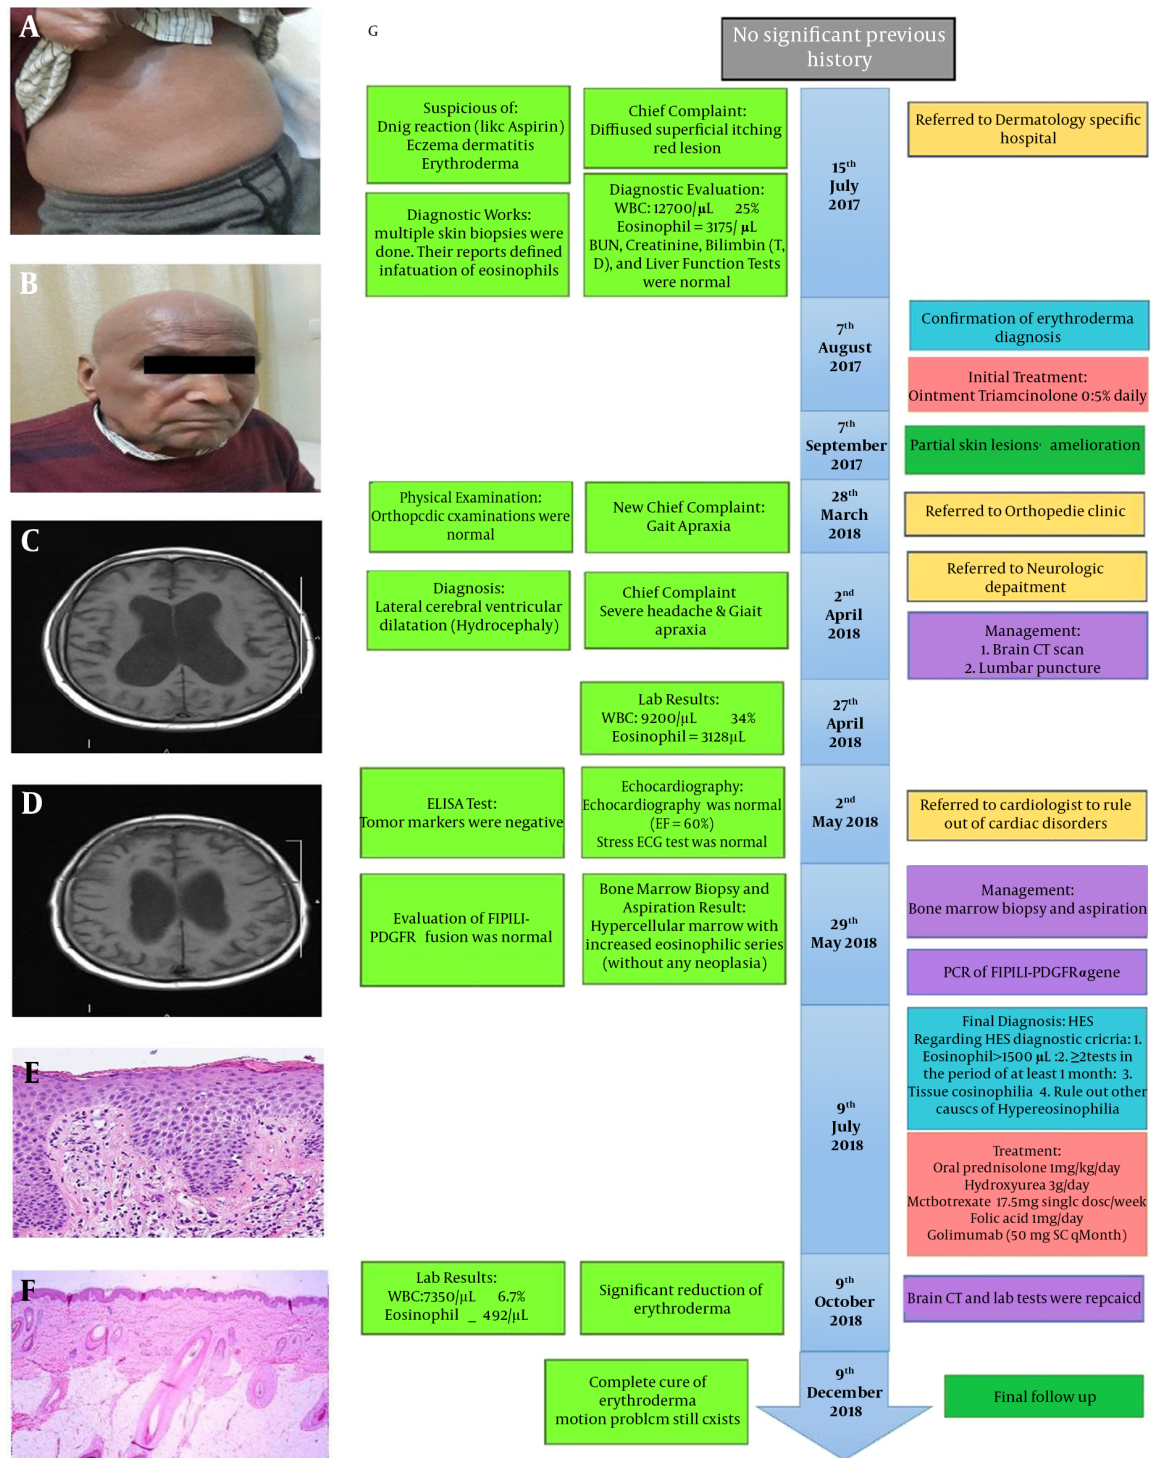 A
B
C
D
E
F
G
No significant previous
history
Suspicious of:
Dnig reaction (likc Aspirin)
Eczema dermatitis
Erythroderma
Chief Complaint:
Diffused superficial itching
red lesion
15th
July
2017
Referred to Dermatology specific
hospital
Diagnostic Works:
multiple skin biopsies were
done. Their reports defined
infatuation of eosinophils
Diagnostic Evaluation:
WBC: 12700/μL 25%
Eosinophil = 3175/ μL
BUN, Creatinine, Bilimbin (T,
D), and Liver Function Tests
were normal
7th
August
2017
Confirmation of erythroderma
diagnosis
Initial Treatment:
Ointment Triamcinolone 0:5% daily
7th
September
2017
Partial skin lesions· amelioration
Physical Examination:
Orthopcdic cxaminations were
normal
New Chief Complaint:
Gait Apraxia
28th
March
2018
Referred to Orthopedie clinic
Diagnosis:
Lateral cerebral ventricular
dilatation (Hydrocephaly)
Chief Complaint
Severe headache & Giait
apraxia
2nd
April
2018
Referred to Neurologic
depaitment
Management:
1. Brain CT scan
2. Lumbar puncture
Lab Results:
WBC: 9200/μL 34%
Eosinophil = 3128μL
27th
April
2018
ELISA Test:
Tomor markers were negative
Echocardiography:
Echocardiography was normal
(EF = 60%)
Stress ECG test was normal
2nd
May 2018
Referred to cardiologist to rule
out of cardiac disorders
Evaluation of FIPILI-
PDGFR fusion was normal
Bone Marrow Biopsy and
Aspiration Result:
Hypercellular marrow with
increased eosinophilic series
(without any neoplasia)
29th
May 2018
Management:
Bone marrow biopsy and aspiration
PCR of FIPILI-PDGFRαgene
9th
July
2018
Final Diagnosis: HES
Regarding HES diagnostic cricria: 1.
Eosinophil>1500 μL :2. ≥2tests in
the period of at least 1 month: 3.
Tissue cosinophilia 4. Rule out other
causcs of Hypereosinophilia
Treatment:
Oral prednisolone 1mg/kg/day
Hydroxyurea 3g/day
Mctbotrexate 17.5mg singlc dosc/week
Folic acid 1mg/day
Golimumab (50 mg SC qMonth)
Lab Results:
WBC:7350/μL 6.7%
Eosinophil _ 492/μL
Significant reduction of
erythroderma
9th
October
2018
Brain CT and lab tests were repcaicd
Complete cure of
erythroderma
motion problcm still cxists
9th
December
2018
Final follow up